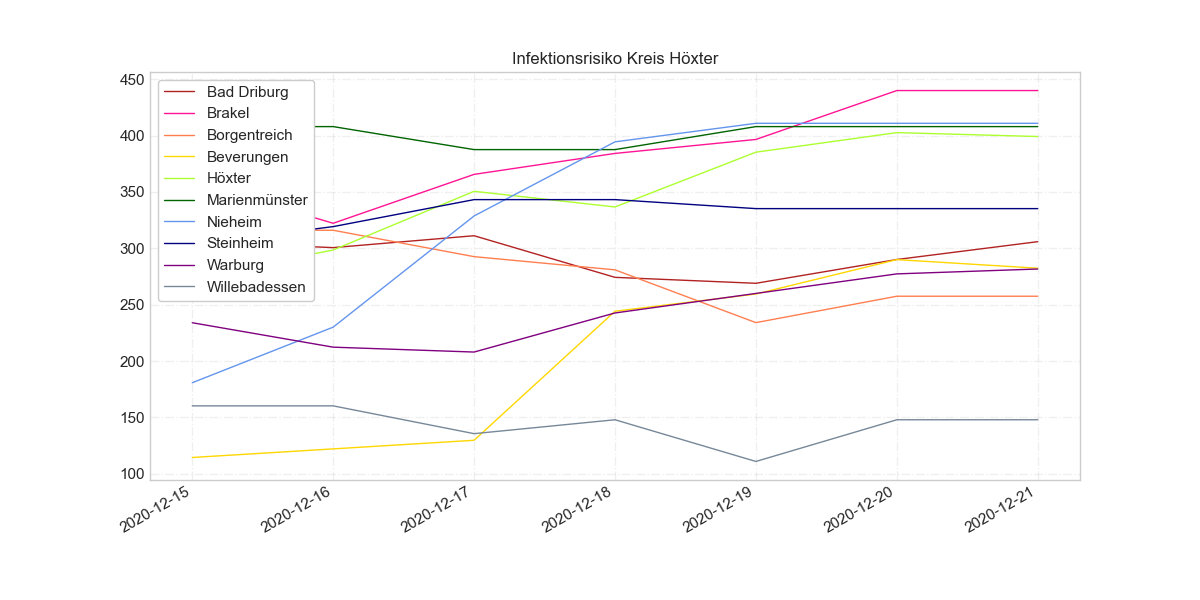 Infektionsrisiko Kreis Höxter
450
400
350
300
250
200
150
100
Bad Driburg
Brakel
Borgentreich
Beverungen
Höxter
Marienmünster
Nieheim
Steinheim
Warburg
Willebadessen
2020-12-15
2020-12-16
2020-12-17
2020-12-18
2020-12-19
2020-12-20
2020-12-21